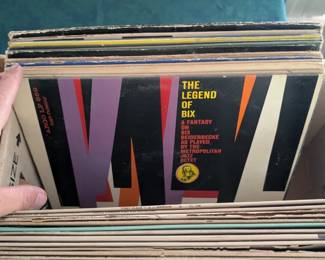 THE
LEGEND
OF
BIX
A FANTASY
ON
BIX
BEIDERBECKE
AS PLAYED
BY THE
METROPOLITAN
JAZZ
OCTET